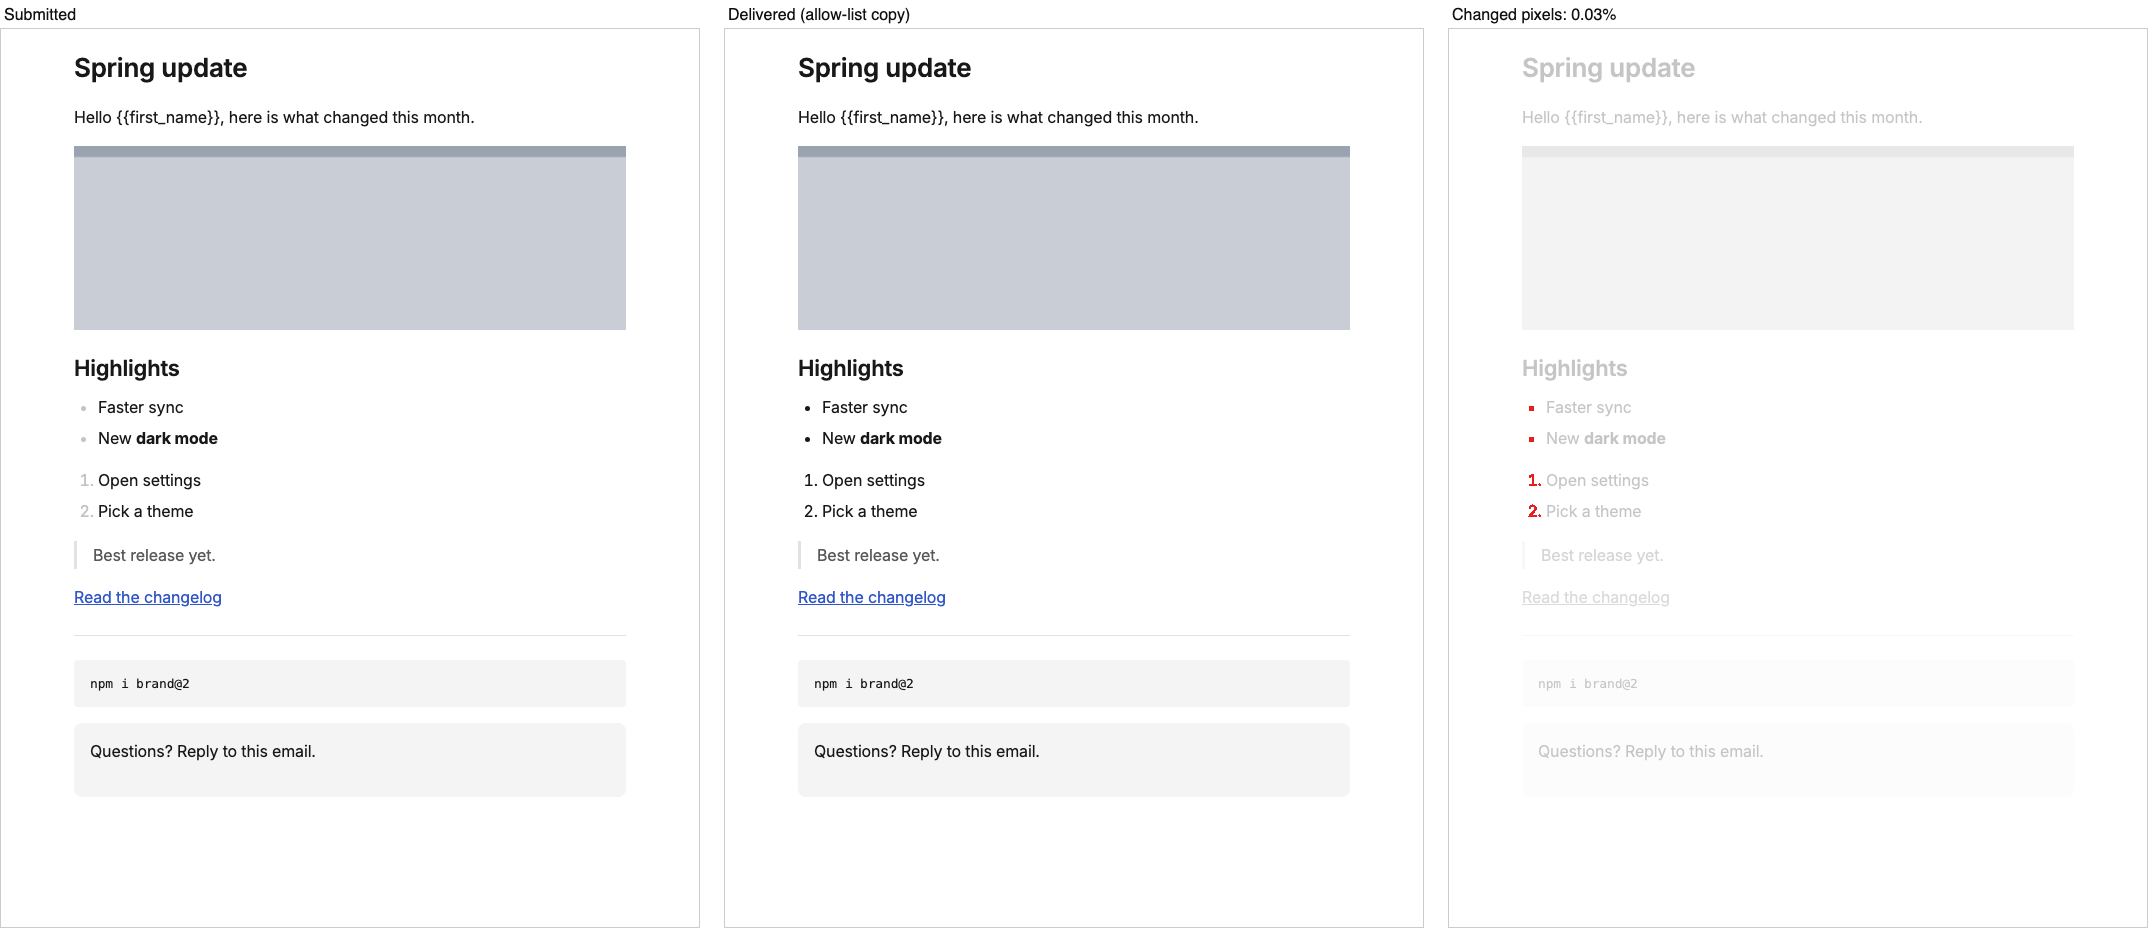 Submitted
Spring update
Hello {{first_name}}, here is what changed this month.
Highlights
• Faster sync
• New dark mode
1. Open settings
2. Pick a theme
Best release yet.
Read the changelog
npm i brand@2
Questions? Reply to this email.
Delivered (allow-list copy)
Spring update
Hello {{first_name}}, here is what changed this month.
Highlights
• Faster sync
• New dark mode
1. Open settings
2. Pick a theme
Best release yet.
Read the changelog
npm i brand@2
Questions? Reply to this email.
Changed pixels: 0.03%
Spring update
Hello {{first_name}}, here is what changed this month.
Highlights
▪ Faster sync
▪ New dark mode
1. Open settings
2. Pick a theme
Best release yet.
Read the changelog
npm i brand@2
Questions? Reply to this email.